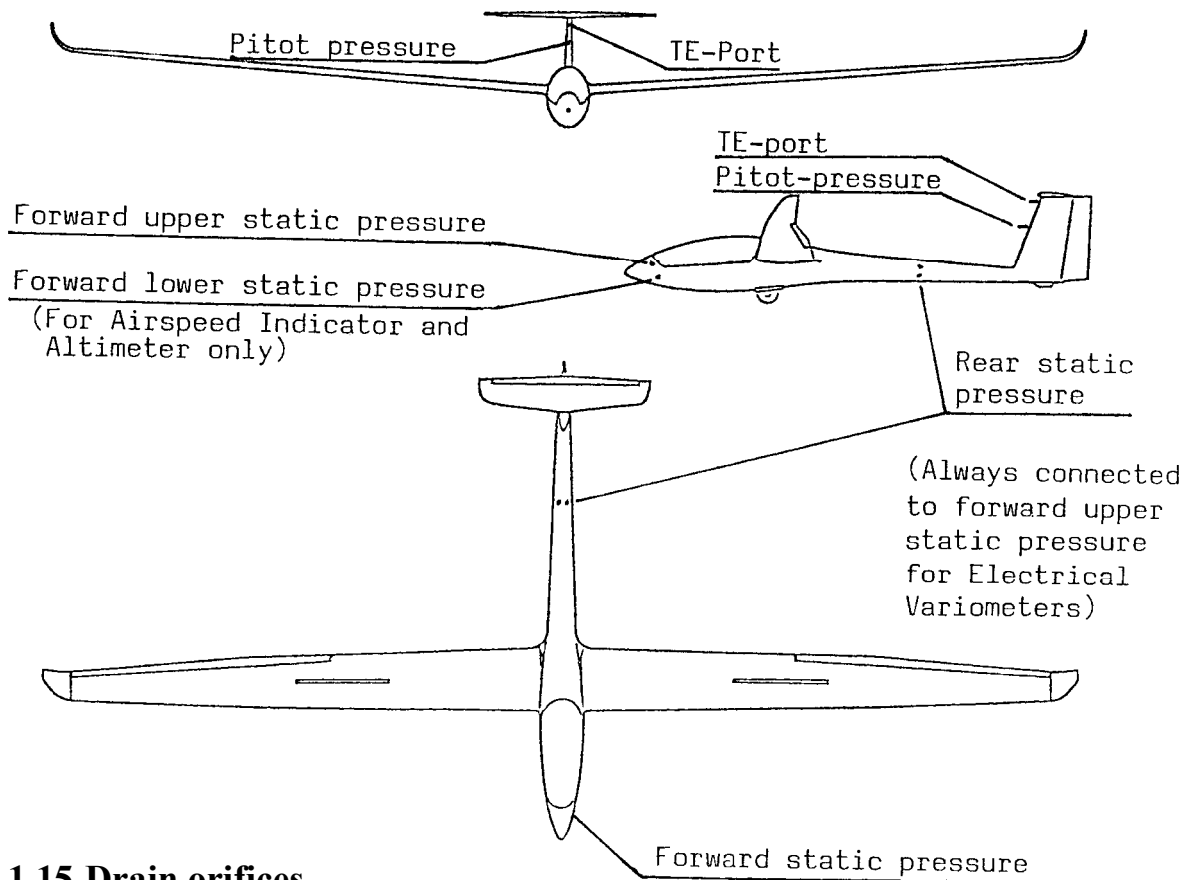 Pitot pressure
TE-Port
TE-port
Pitot-pressure
Forward upper static pressure
Forward lower static pressure
(For Airspeed Indicator and
Altimeter only)
Rear static
pressure
(Always connected
to forward upper
static pressure
for Electrical
Variometers)
Forward static pressure
1.15 Drain orifices